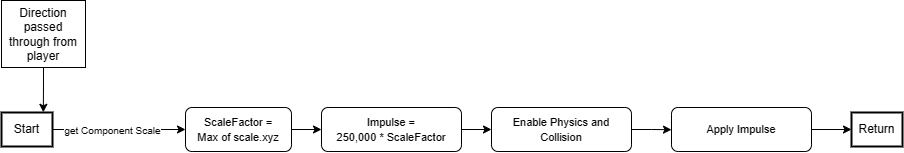 Direction
passed
through from
player
Start
get Component Scale
ScaleFactor =
Max of scale.xyz
Impulse =
250,000 * ScaleFactor
Enable Physics and
Collision
Apply Impulse
Return